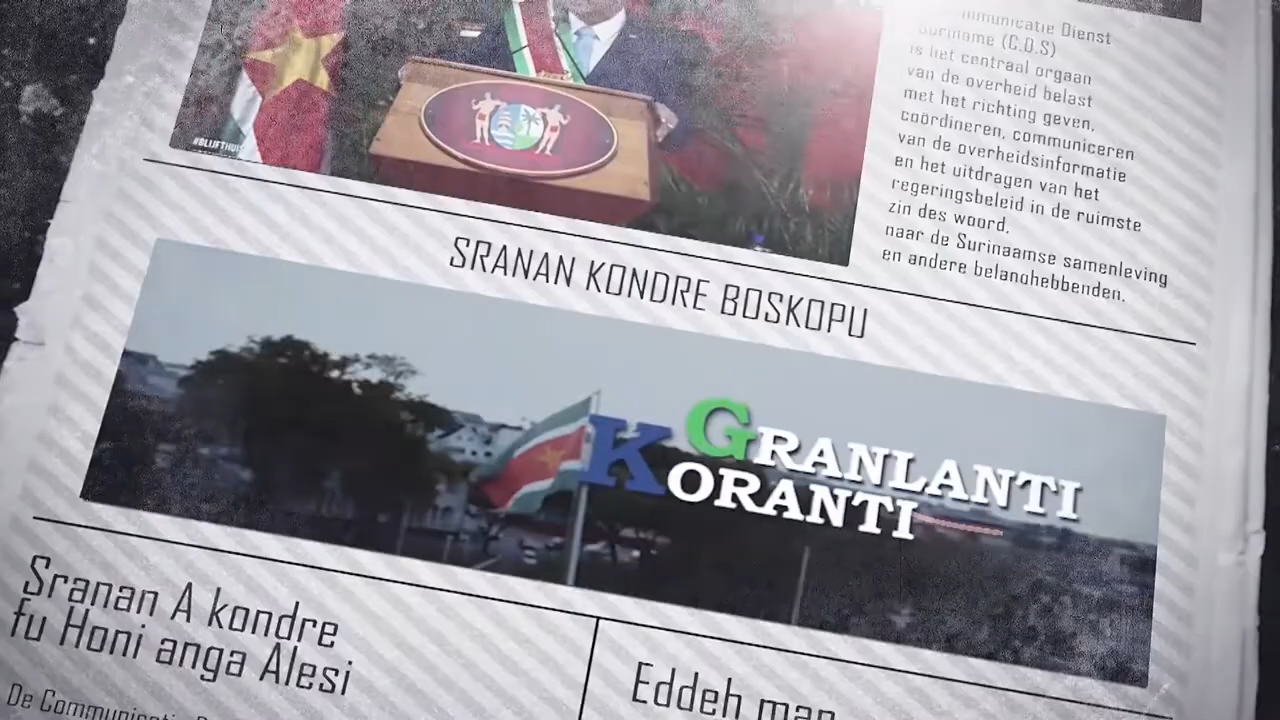 #BLIJFTHUIS
Suriname (C.D.S)
is het centraal orgaan
van de overheid belast
met het richting geven,
coördineren, communiceren
van de overheidsinformatie
en het uitdragen van het
regeringsbeleid in de ruimste
zin des woord,
naar de Surinaamse samenleving
en andere belanghebbenden.
SRANAN KONDRE BOSKOPU
GRANLANTI
KORANTI
Sranan A kondre
fu Honi anga Alesi
De
Eddeh man